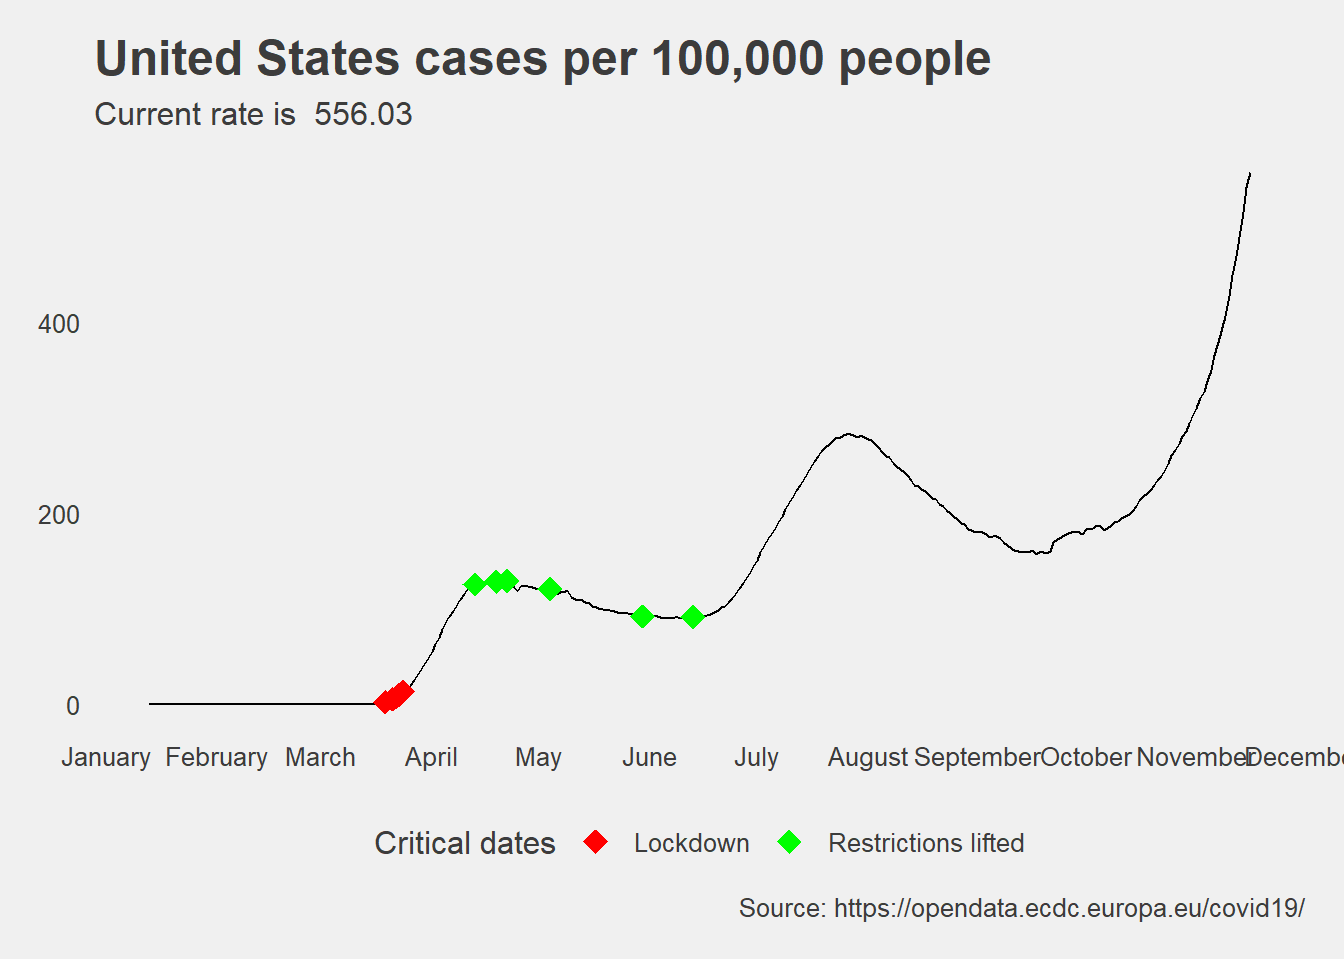 United States cases per 100,000 people
Current rate is  556.03
400
200
0
January February March April May June July August September October November Decembe
Critical dates Lockdown Restrictions lifted
Source: https://opendata.ecdc.europa.eu/covid19/